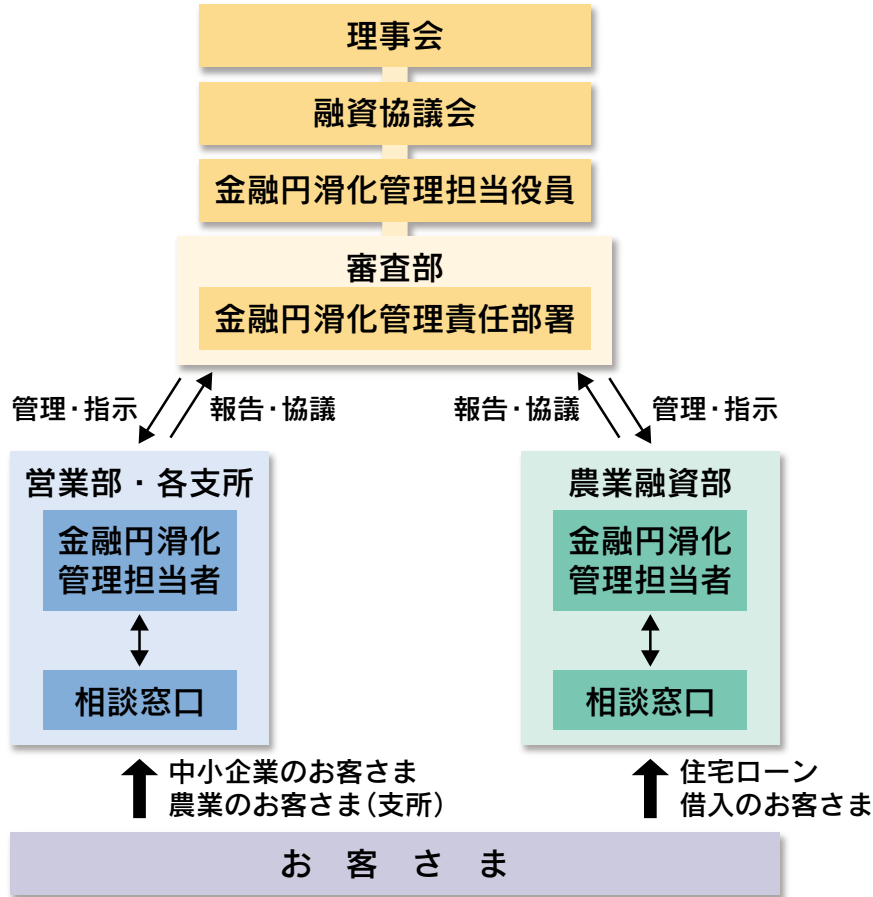 理事会
融資協議会
金融円滑化管理担当役員
審査部
金融円滑化管理責任部署
管理・指示
報告・協議
報告・協議
管理・指示
営業部・各支所
金融円滑化
管理担当者
相談窓口
農業融資部
金融円滑化
管理担当者
相談窓口
中小企業のお客さま
農業のお客さま（支所）
住宅ローン
借入のお客さま
お客さま